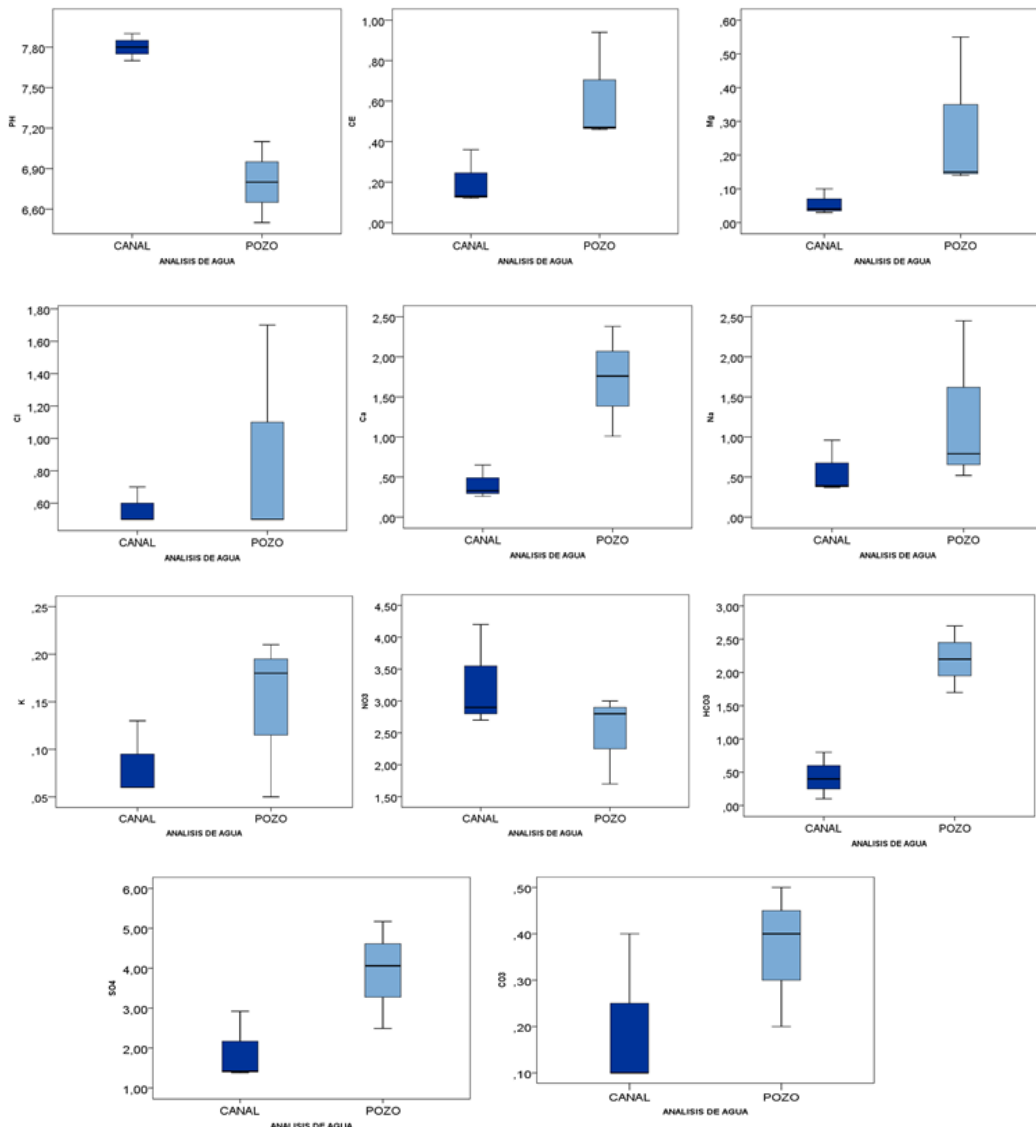 7,80
7,50
7,20
6,90
6,60
PH
CANAL
POZO
ANALISIS DE AGUA
1,00
,80
,60
,40
,20
,00
CE
CANAL
POZO
ANALISIS DE AGUA
,60
,50
,40
,30
,20
,10
,00
Mg
CANAL
POZO
ANALISIS DE AGUA
1,80
1,60
1,40
1,20
1,00
,80
,60
Cl
CANAL
POZO
ANALISIS DE AGUA
2,50
2,00
1,50
1,00
,50
,00
Ca
CANAL
POZO
ANALISIS DE AGUA
2,50
2,00
1,50
1,00
,50
,00
Na
CANAL
POZO
ANALISIS DE AGUA
,25
,20
,15
,10
,05
K
CANAL
POZO
ANALISIS DE AGUA
4,50
4,00
3,50
3,00
2,50
2,00
1,50
NO3
CANAL
POZO
ANALISIS DE AGUA
3,00
2,50
2,00
1,50
1,00
,50
,00
HCO3
CANAL
POZO
ANALISIS DE AGUA
6,00
5,00
4,00
3,00
2,00
1,00
SO4
CANAL
POZO
ANALISIS DE AGUA
,50
,40
,30
,20
,10
CO3
CANAL
POZO
ANALISIS DE AGUA